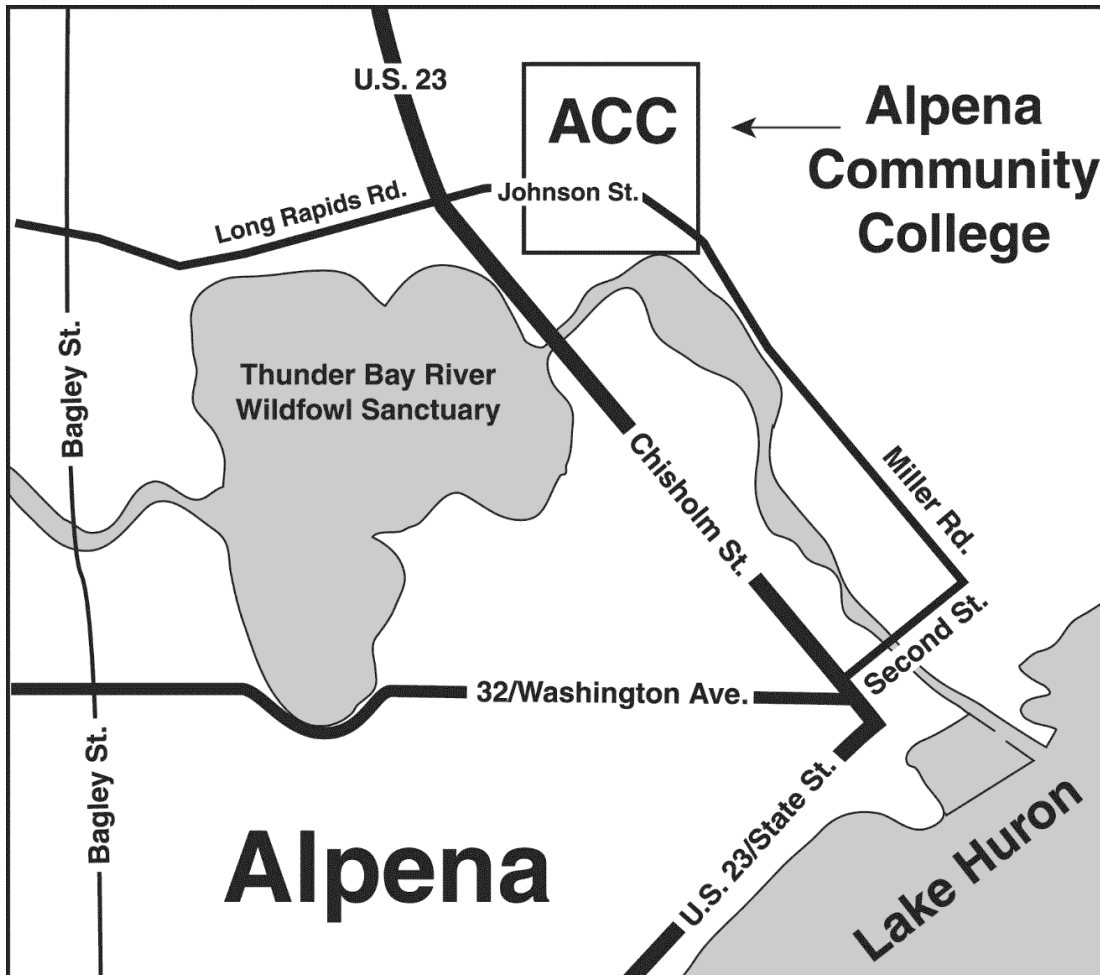 U.S. 23
ACC
Alpena
Community
College
Long Rapids Rd.
Johnson St.
Bagley St.
Thunder Bay River
Wildfowl Sanctuary
Chisholm St.
Miller Rd.
Second St.
32/Washington Ave.
Bagley St.
U.S. 23/State St.
Alpena
Lake Huron